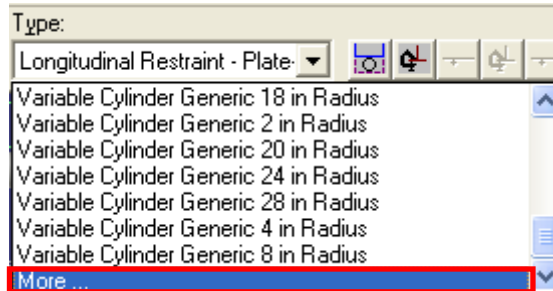 Type:
Longitudinal Restraint - Plate-
Variable Cylinder Generic 18 in Radius
Variable Cylinder Generic 2 in Radius
Variable Cylinder Generic 20 in Radius
Variable Cylinder Generic 24 in Radius
Variable Cylinder Generic 28 in Radius
Variable Cylinder Generic 4 in Radius
Variable Cylinder Generic 8 in Radius
More ...